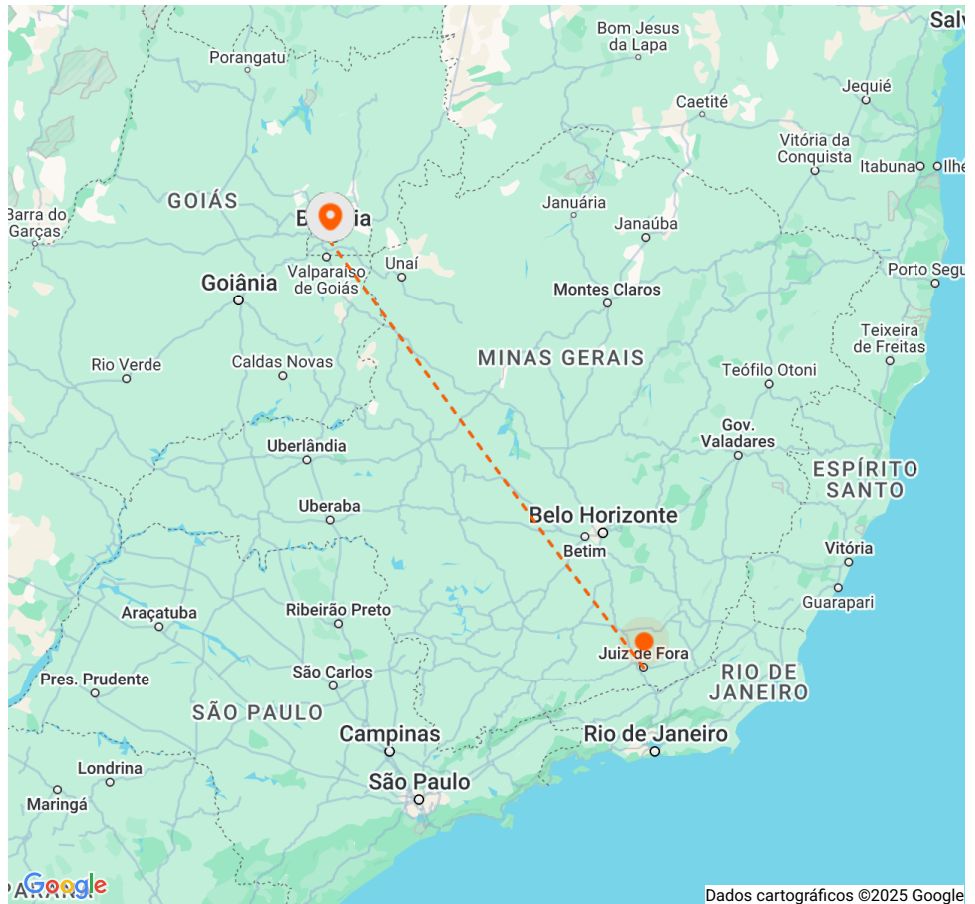 Salv
Bom Jesus
da Lapa
Porangatu
Jequié
Caetité
Vitória da
Conquista
Itabuna
Ilhé
GOIÁS
Januária
Barra do
Garças
B
ia
Janaúba
Unaí
Valparaíso
de Goiás
Porto Segu
Goiânia
Montes Claros
Teixeira
de Freitas
MINAS GERAIS
Rio Verde
Caldas Novas
Teófilo Otoni
Gov.
Valadares
Uberlândia
ESPÍRITO
SANTO
Uberaba
Belo Horizonte
Betim
Vitória
Guarapari
Araçatuba
Ribeirão Preto
Juiz de Fora
São Carlos
Pres. Prudente
RIO DE
JANEIRO
SÃO PAULO
Campinas
Rio de Janeiro
Londrina
São Paulo
Maringá
PARANÁ
Google
Dados cartográficos ©2025 Google